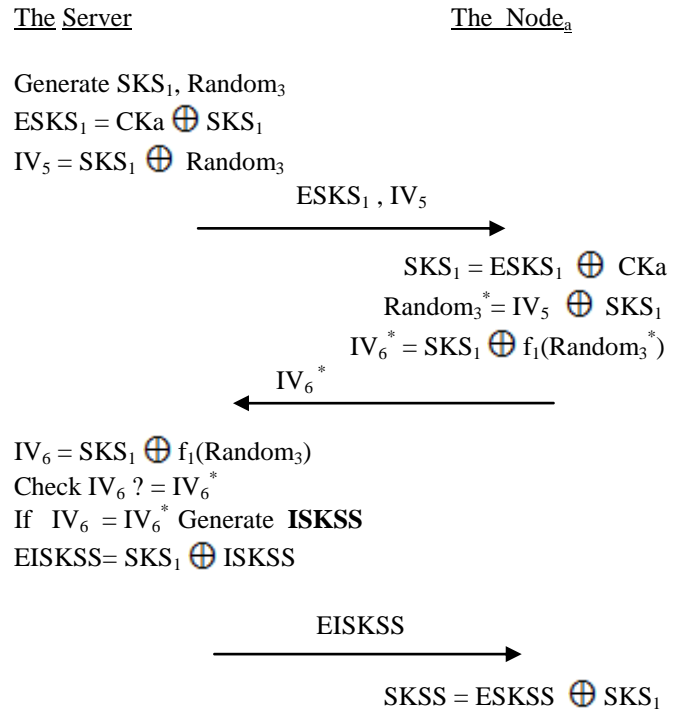 The Server The Node_a
Generate SKS₁, Random₃
ESKS₁ = CKa ⊕ SKS₁
IV₅ = SKS₁ ⊕ Random₃
ESKS₁ , IV₅
SKS₁ = ESKS₁ ⊕ CKa
Random₃*= IV₅ ⊕ SKS₁
IV₆* = SKS₁ ⊕ f₁(Random₃*)
IV₆*
IV₆ = SKS₁ ⊕ f₁(Random₃)
Check IV₆ ? = IV₆*
If IV₆ = IV₆* Generate ISKSS
EISKSS= SKS₁ ⊕ ISKSS
EISKSS
SKSS = ESKSS ⊕ SKS₁